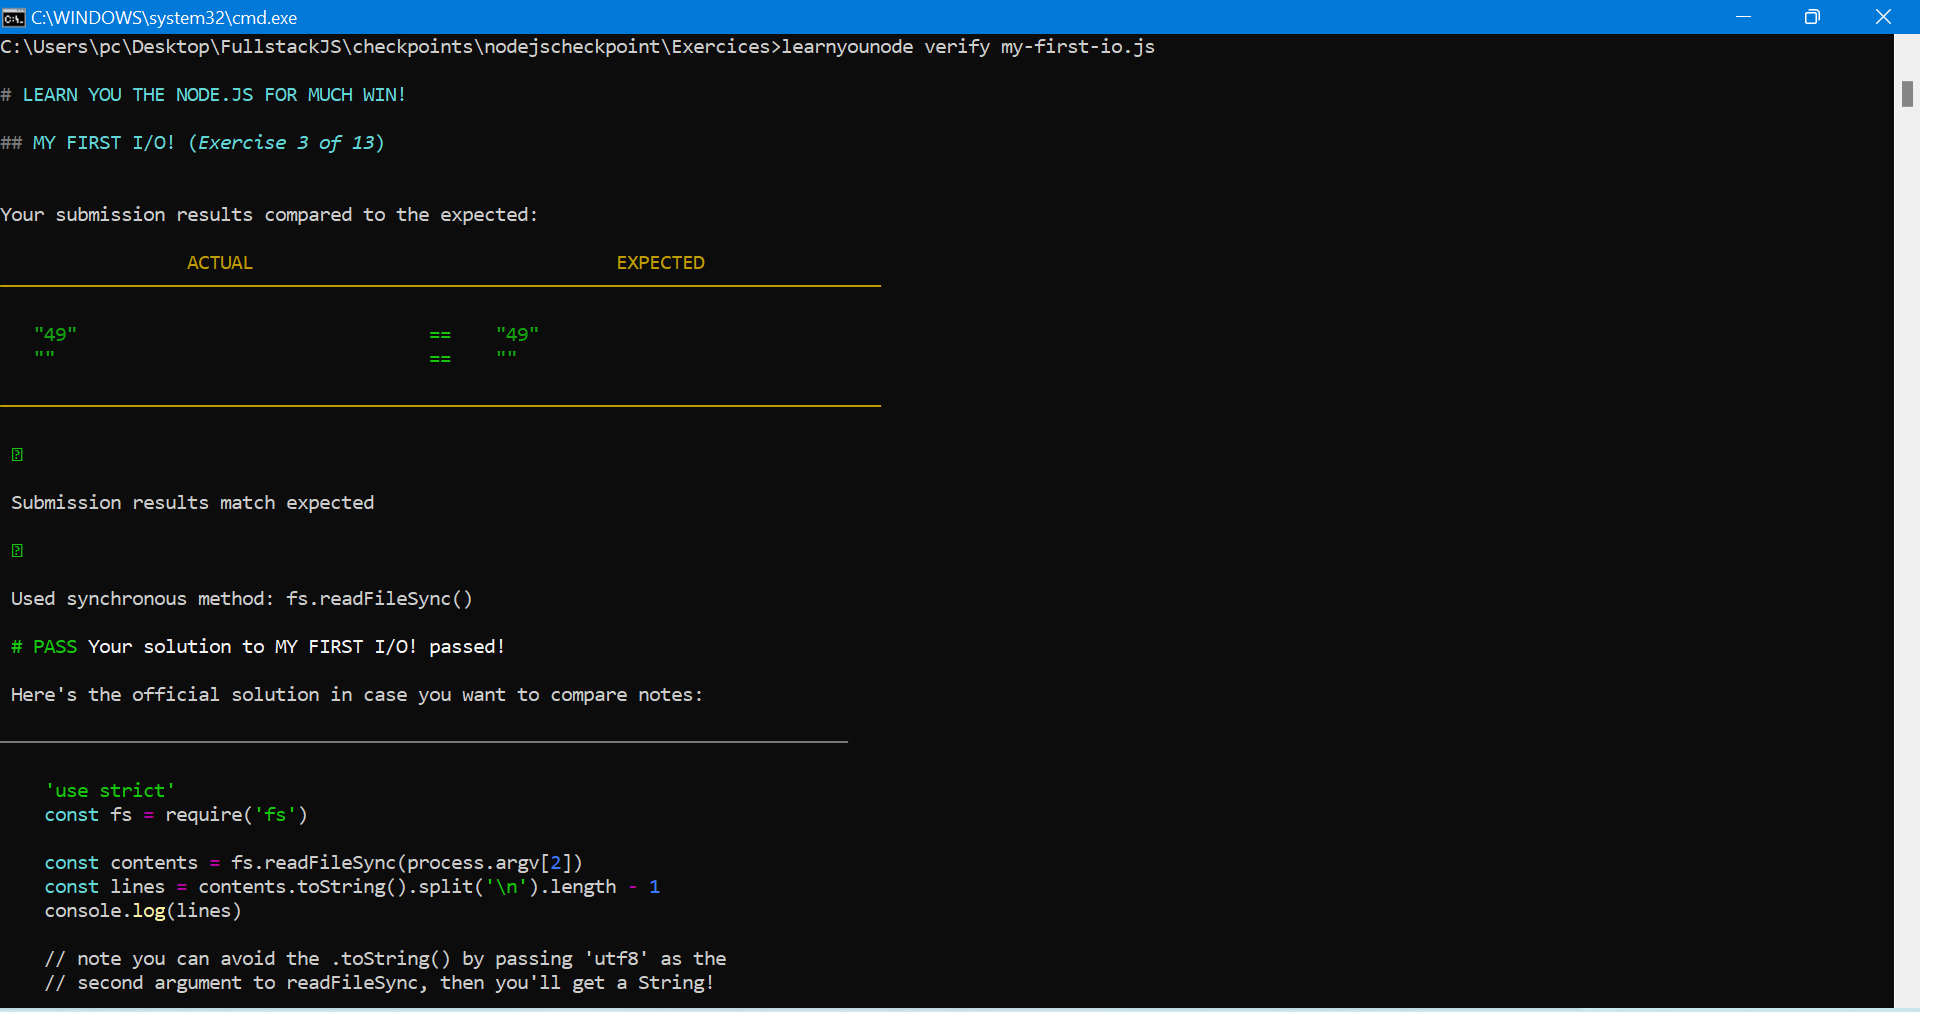 C:\WINDOWS\system32\cmd.exe
C:\Users\pc\Desktop\FullstackJS\checkpoints\nodejscheckpoint\Exercices>learnyounode verify my-first-io.js
# LEARN YOU THE NODE.JS FOR MUCH WIN!
## MY FIRST I/O! (Exercise 3 of 13)
Your submission results compared to the expected:
ACTUAL EXPECTED
"49" == "49"
"" == ""
Submission results match expected
Used synchronous method: fs.readFileSync()
# PASS Your solution to MY FIRST I/O! passed!
Here's the official solution in case you want to compare notes:
'use strict'
const fs = require('fs')
const contents = fs.readFileSync(process.argv[2])
const lines = contents.toString().split('\n').length - 1
console.log(lines)
// note you can avoid the .toString() by passing 'utf8' as the
// second argument to readFileSync, then you'll get a String!